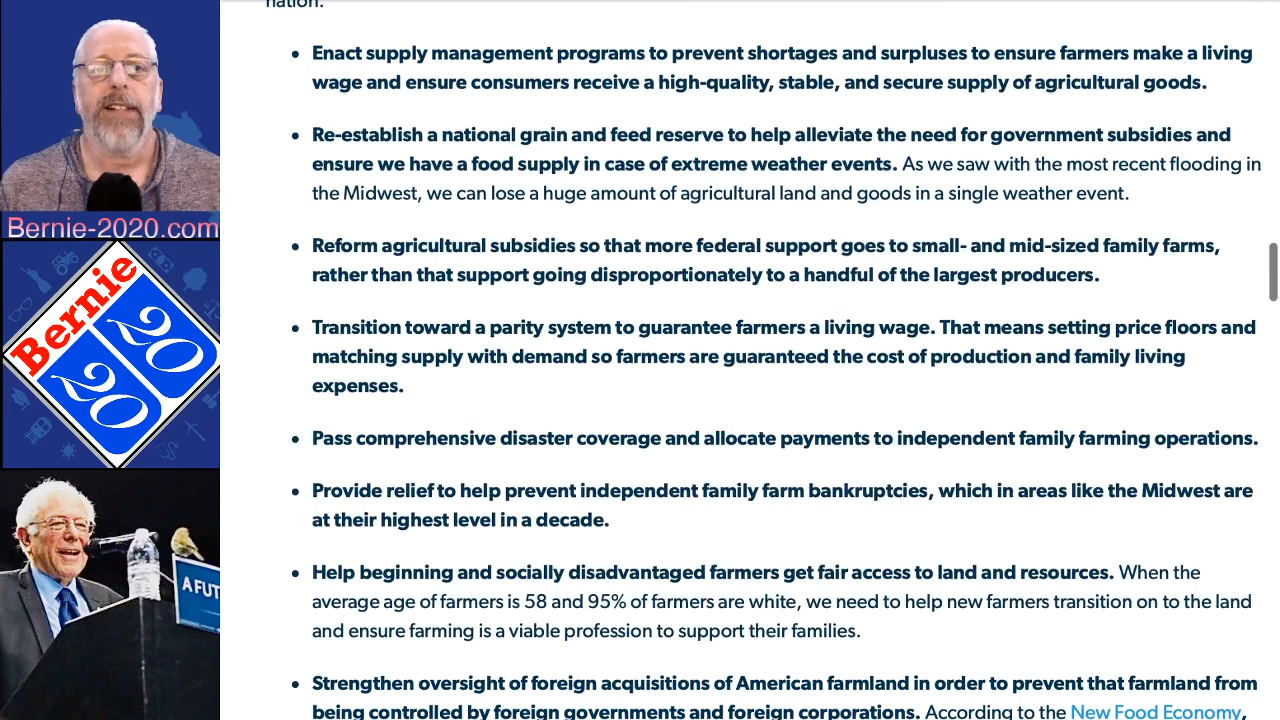 nation.
Enact supply management programs to prevent shortages and surpluses to ensure farmers make a living
wage and ensure consumers receive a high-quality, stable, and secure supply of agricultural goods.
Re-establish a national grain and feed reserve to help alleviate the need for government subsidies and
ensure we have a food supply in case of extreme weather events. As we saw with the most recent flooding in
the Midwest, we can lose a huge amount of agricultural land and goods in a single weather event.
Reform agricultural subsidies so that more federal support goes to small- and mid-sized family farms,
rather than that support going disproportionately to a handful of the largest producers.
Transition toward a parity system to guarantee farmers a living wage. That means setting price floors and
matching supply with demand so farmers are guaranteed the cost of production and family living
expenses.
Pass comprehensive disaster coverage and allocate payments to independent family farming operations.
Provide relief to help prevent independent family farm bankruptcies, which in areas like the Midwest are
at their highest level in a decade.
Help beginning and socially disadvantaged farmers get fair access to land and resources. When the
average age of farmers is 58 and 95% of farmers are white, we need to help new farmers transition on to the land
and ensure farming is a viable profession to support their families.
Strengthen oversight of foreign acquisitions of American farmland in order to prevent that farmland from
being controlled by foreign governments and foreign corporations. According to the New Food Economy,
Bernie-2020.com
Bernie
20
20
A FUT